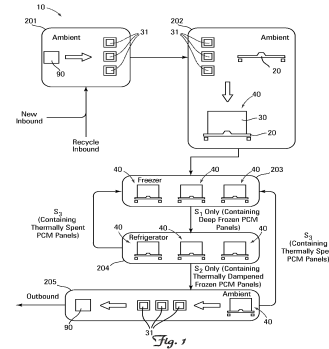 10
201
Ambient
31
90
New
Inbound
Recycle
Inbound
202
31
Ambient
20
40
30
20
40
40
40
203
Freezer
S3
(Containing
Thermally Spent
PCM Panels)
S1 Only (Containing
Deep Frozen PCM
Panels)
40
40
40
Refrigerator
204
S3
(Containing
Thermally Spe
PCM Panels
S2 Only (Containing
Thermally Dampened
Frozen PCM Panels)
205
Outbound
90
31
Ambient
40
Fig. 1